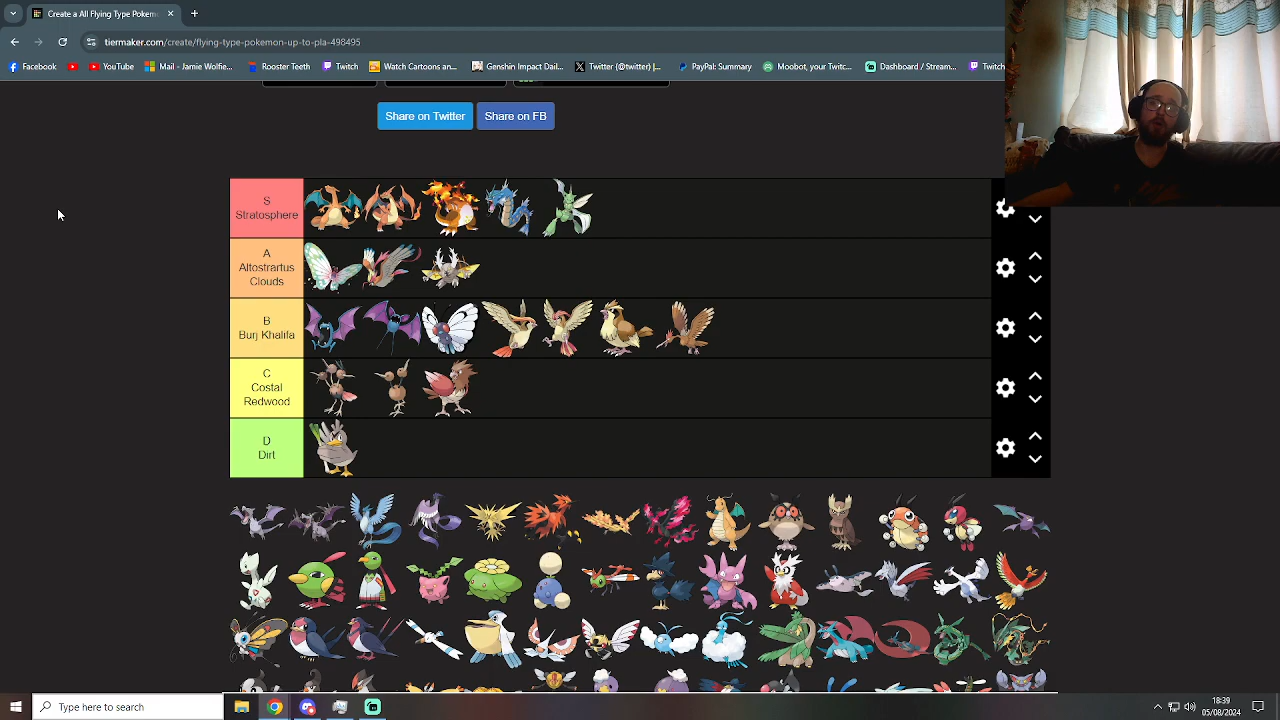 Create a All Flying Type Pokem
tiermaker.com/create/flying-type-pokemon-up-to-pla-498495
Facebook YouTube Mail - Jamie Wolfie... Rooster Teeth Twitch Watch Cartoons an... Genshin Impact Dail... Twitter (@twitter) |... PayPal: Summary Moobot, your Twitc... Dashboard / Stream... Twitch
Share on Twitter Share on FB
S
Stratosphere
A
Altostrartus
Clouds
B
Burj Khalifa
C
Costal
Redwood
D
Dirt
Type here to search
18:39
05/08/2024